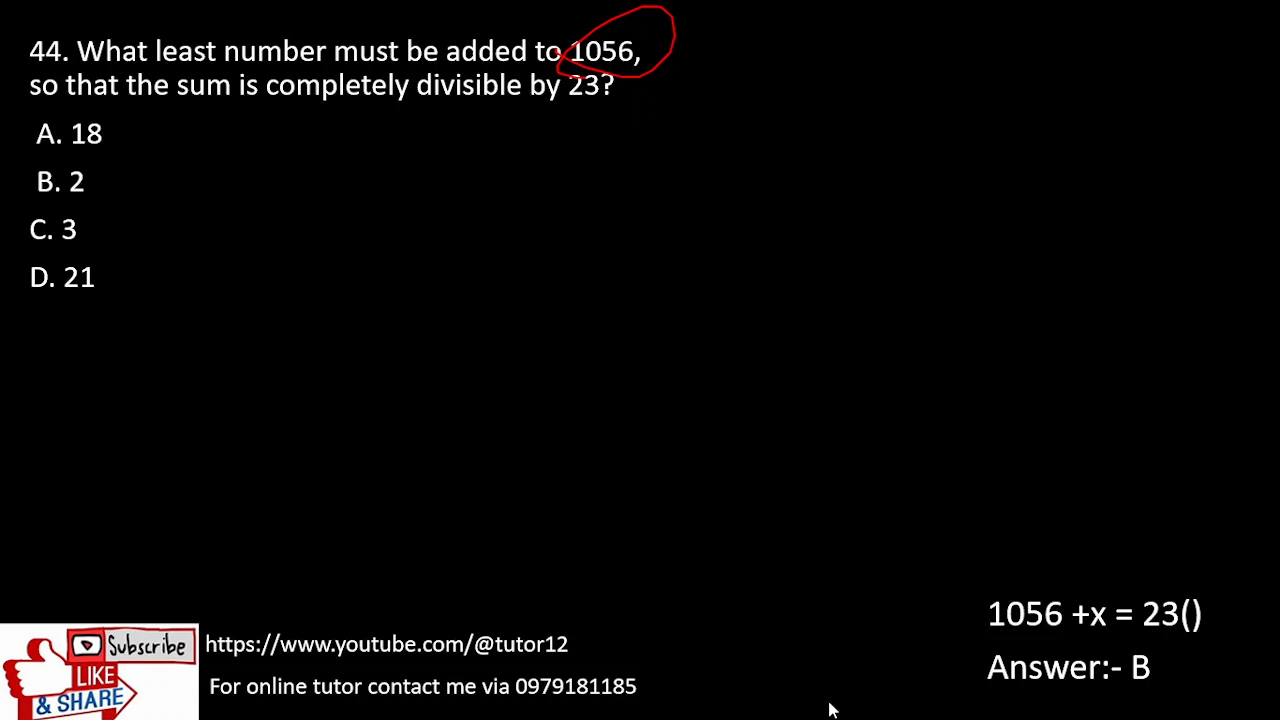 44. What least number must be added to 1056,
so that the sum is completely divisible by 23?
A. 18
B. 2
C. 3
D. 21
1056 +x = 23()
Answer:- B
Subscribe
LIKE
& SHARE
https://www.youtube.com/@tutor12
For online tutor contact me via 0979181185